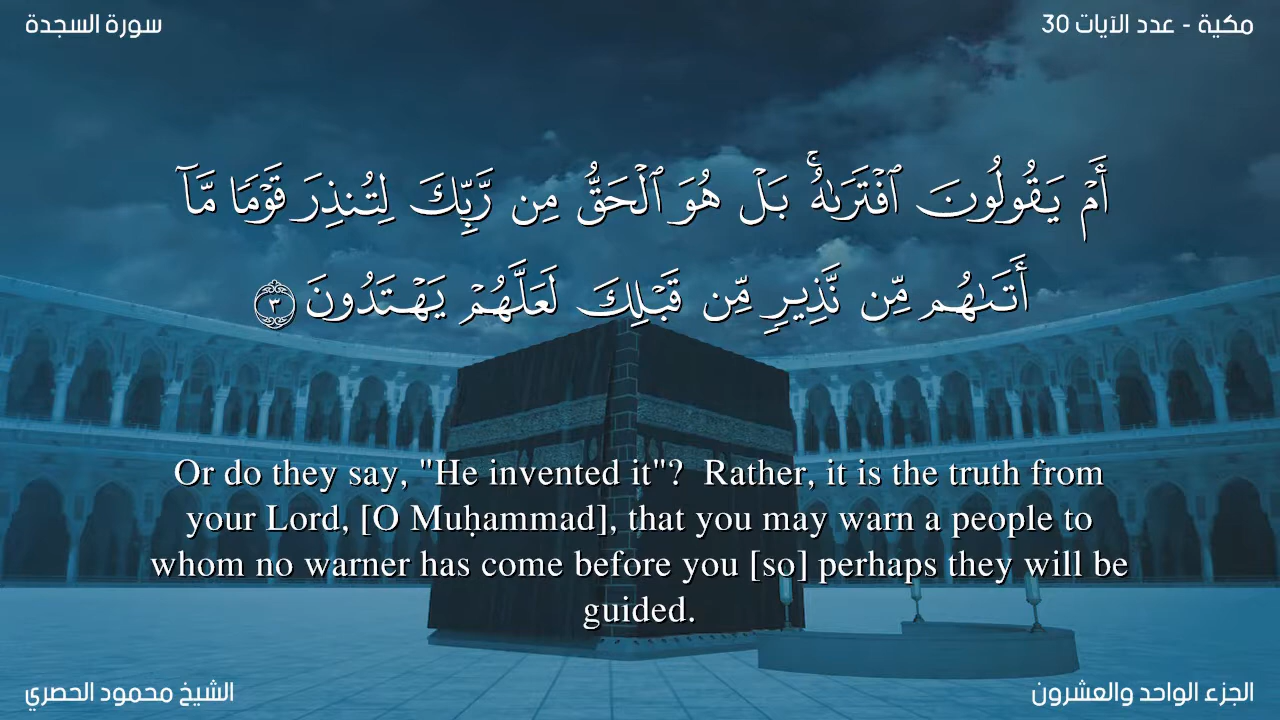 سورة السجدة
مكية - عدد الآيات 30
أَمْ يَقُولُونَ ٱفْتَرَىٰهُ ۚ بَلْ هُوَ ٱلْحَقُّ مِن رَّبِّكَ لِتُنذِرَ قَوْمًا مَّآ
أَتَىٰهُم مِّن نَّذِيرٍ مِّن قَبْلِكَ لَعَلَّهُمْ يَهْتَدُونَ ٣
Or do they say, "He invented it"?  Rather, it is the truth from
your Lord, [O Muḥammad], that you may warn a people to
whom no warner has come before you [so] perhaps they will be
guided.
الشيخ محمود الحصري
الجزء الواحد والعشرون